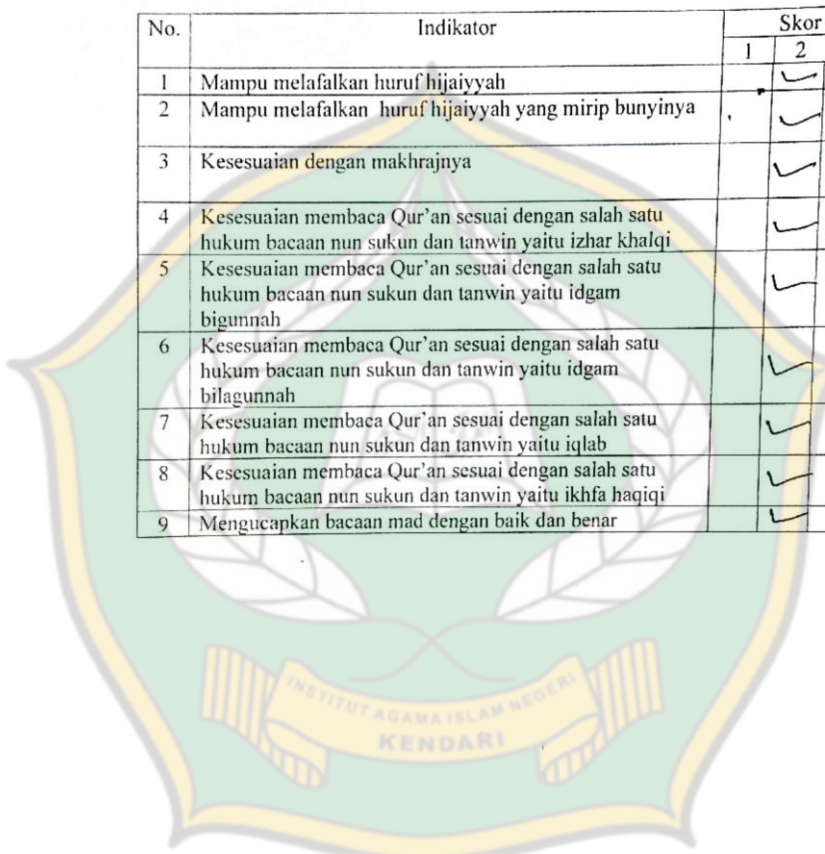 No. Indikator Skor
1 2
1 Mampu melafalkan huruf hijaiyyah ✓
2 Mampu melafalkan huruf hijaiyyah yang mirip bunyinya ✓
3 Kesesuaian dengan makhrajnya ✓
4 Kesesuaian membaca Qur'an sesuai dengan salah satu
hukum bacaan nun sukun dan tanwin yaitu izhar khalqi ✓
5 Kesesuaian membaca Qur'an sesuai dengan salah satu
hukum bacaan nun sukun dan tanwin yaitu idgam ✓
bigunnah
6 Kesesuaian membaca Qur'an sesuai dengan salah satu
hukum bacaan nun sukun dan tanwin yaitu idgam ✓
bilagunnah
7 Kesesuaian membaca Qur'an sesuai dengan salah satu
hukum bacaan nun sukun dan tanwin yaitu iqlab ✓
8 Kesesuaian membaca Qur'an sesuai dengan salah satu
hukum bacaan nun sukun dan tanwin yaitu ikhfa haqiqi ✓
9 Mengucapkan bacaan mad dengan baik dan benar ✓
INSTITUT AGAMA ISLAM NEGERI
KENDARI